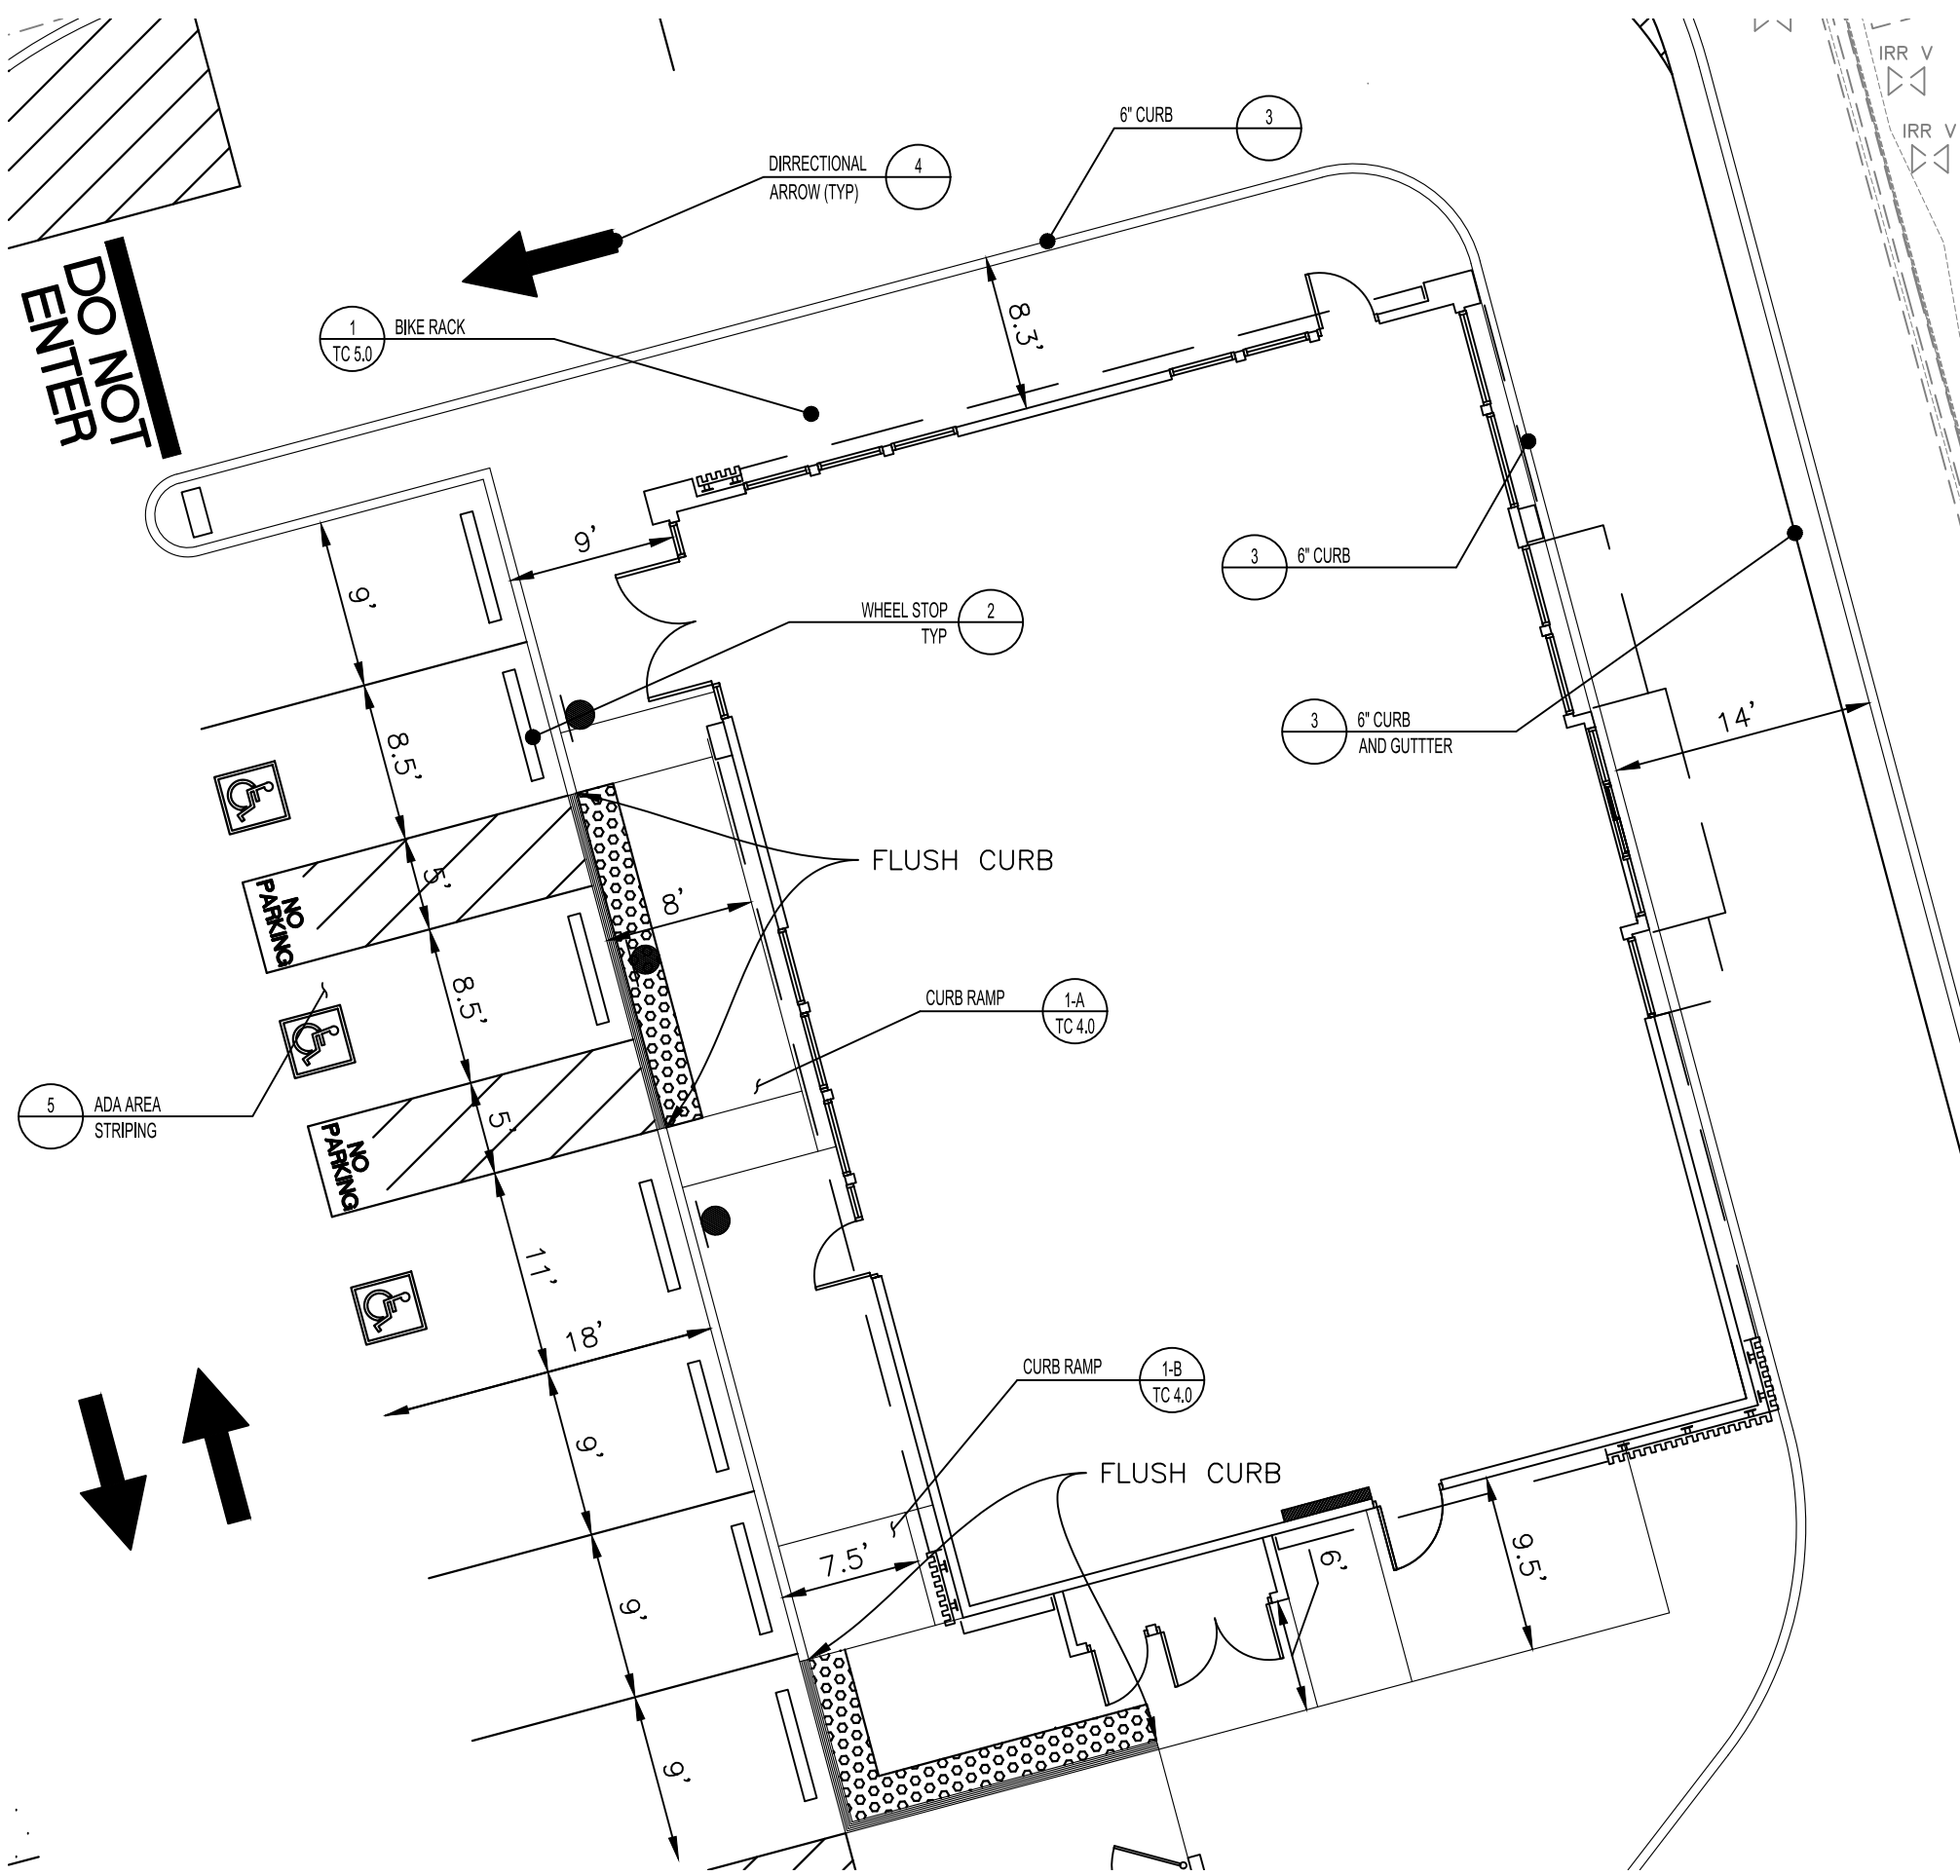 IRR V
IRR V
6" CURB
3
DIRRECTIONAL
ARROW (TYP)
4
DO NOT
ENTER
1
TC 5.0
BIKE RACK
8.3'
9'
9'
3
6" CURB
WHEEL STOP
TYP
2
3
6" CURB
AND GUTTTER
14'
8.5'
FLUSH CURB
5'
8'
NO
PARKING
8.5'
CURB RAMP
1-A
TC 4.0
5
ADA AREA
STRIPING
5'
NO
PARKING
11'
18'
CURB RAMP
1-B
TC 4.0
9'
FLUSH CURB
7.5'
6'
9.5'
9'
9'